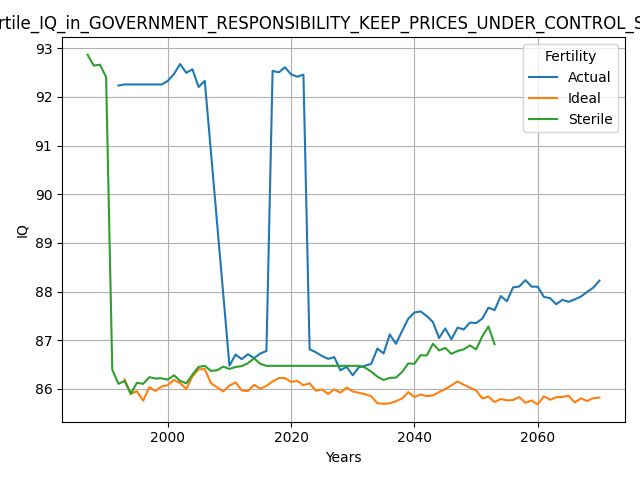 rtile_IQ_in_GOVERNMENT_RESPONSIBILITY_KEEP_PRICES_UNDER_CONTROL_S
Fertility
Actual
Ideal
Sterile
93
92
91
90
89
88
87
86
IQ
2000
2020
2040
2060
Years